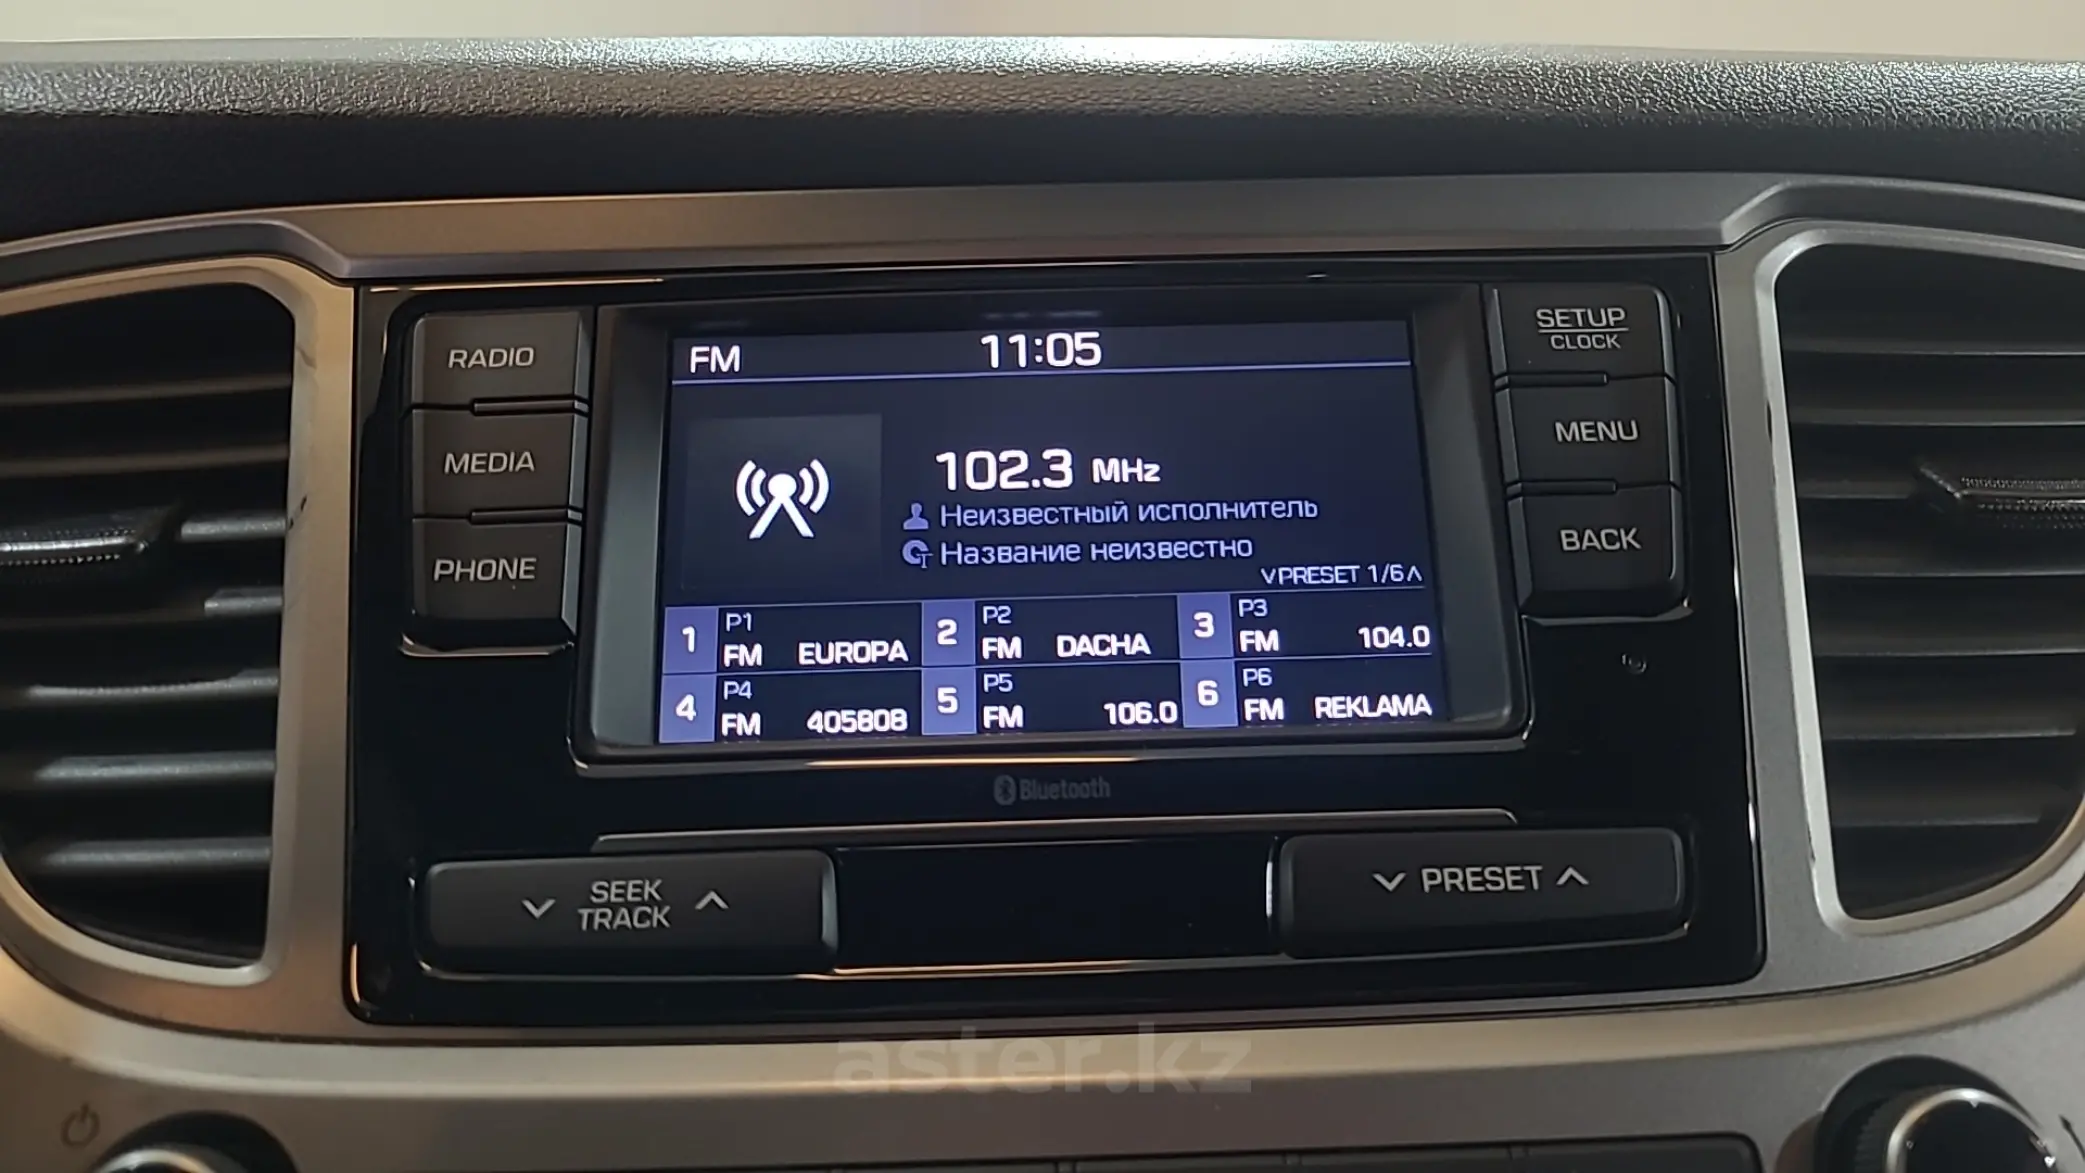 RADIO
MEDIA
PHONE
FM 11:05
102.3 MHz
Неизвестный исполнитель
Название неизвестно
PRESET 1/6
1 P1 FM EUROPA
2 P2 FM DACHA
3 P3 FM 104.0
4 P4 FM 405808
5 P5 FM 106.0
6 P6 FM REKLAMA
SETUP
CLOCK
MENU
BACK
Bluetooth
SEEK
TRACK
PRESET
aster.kz